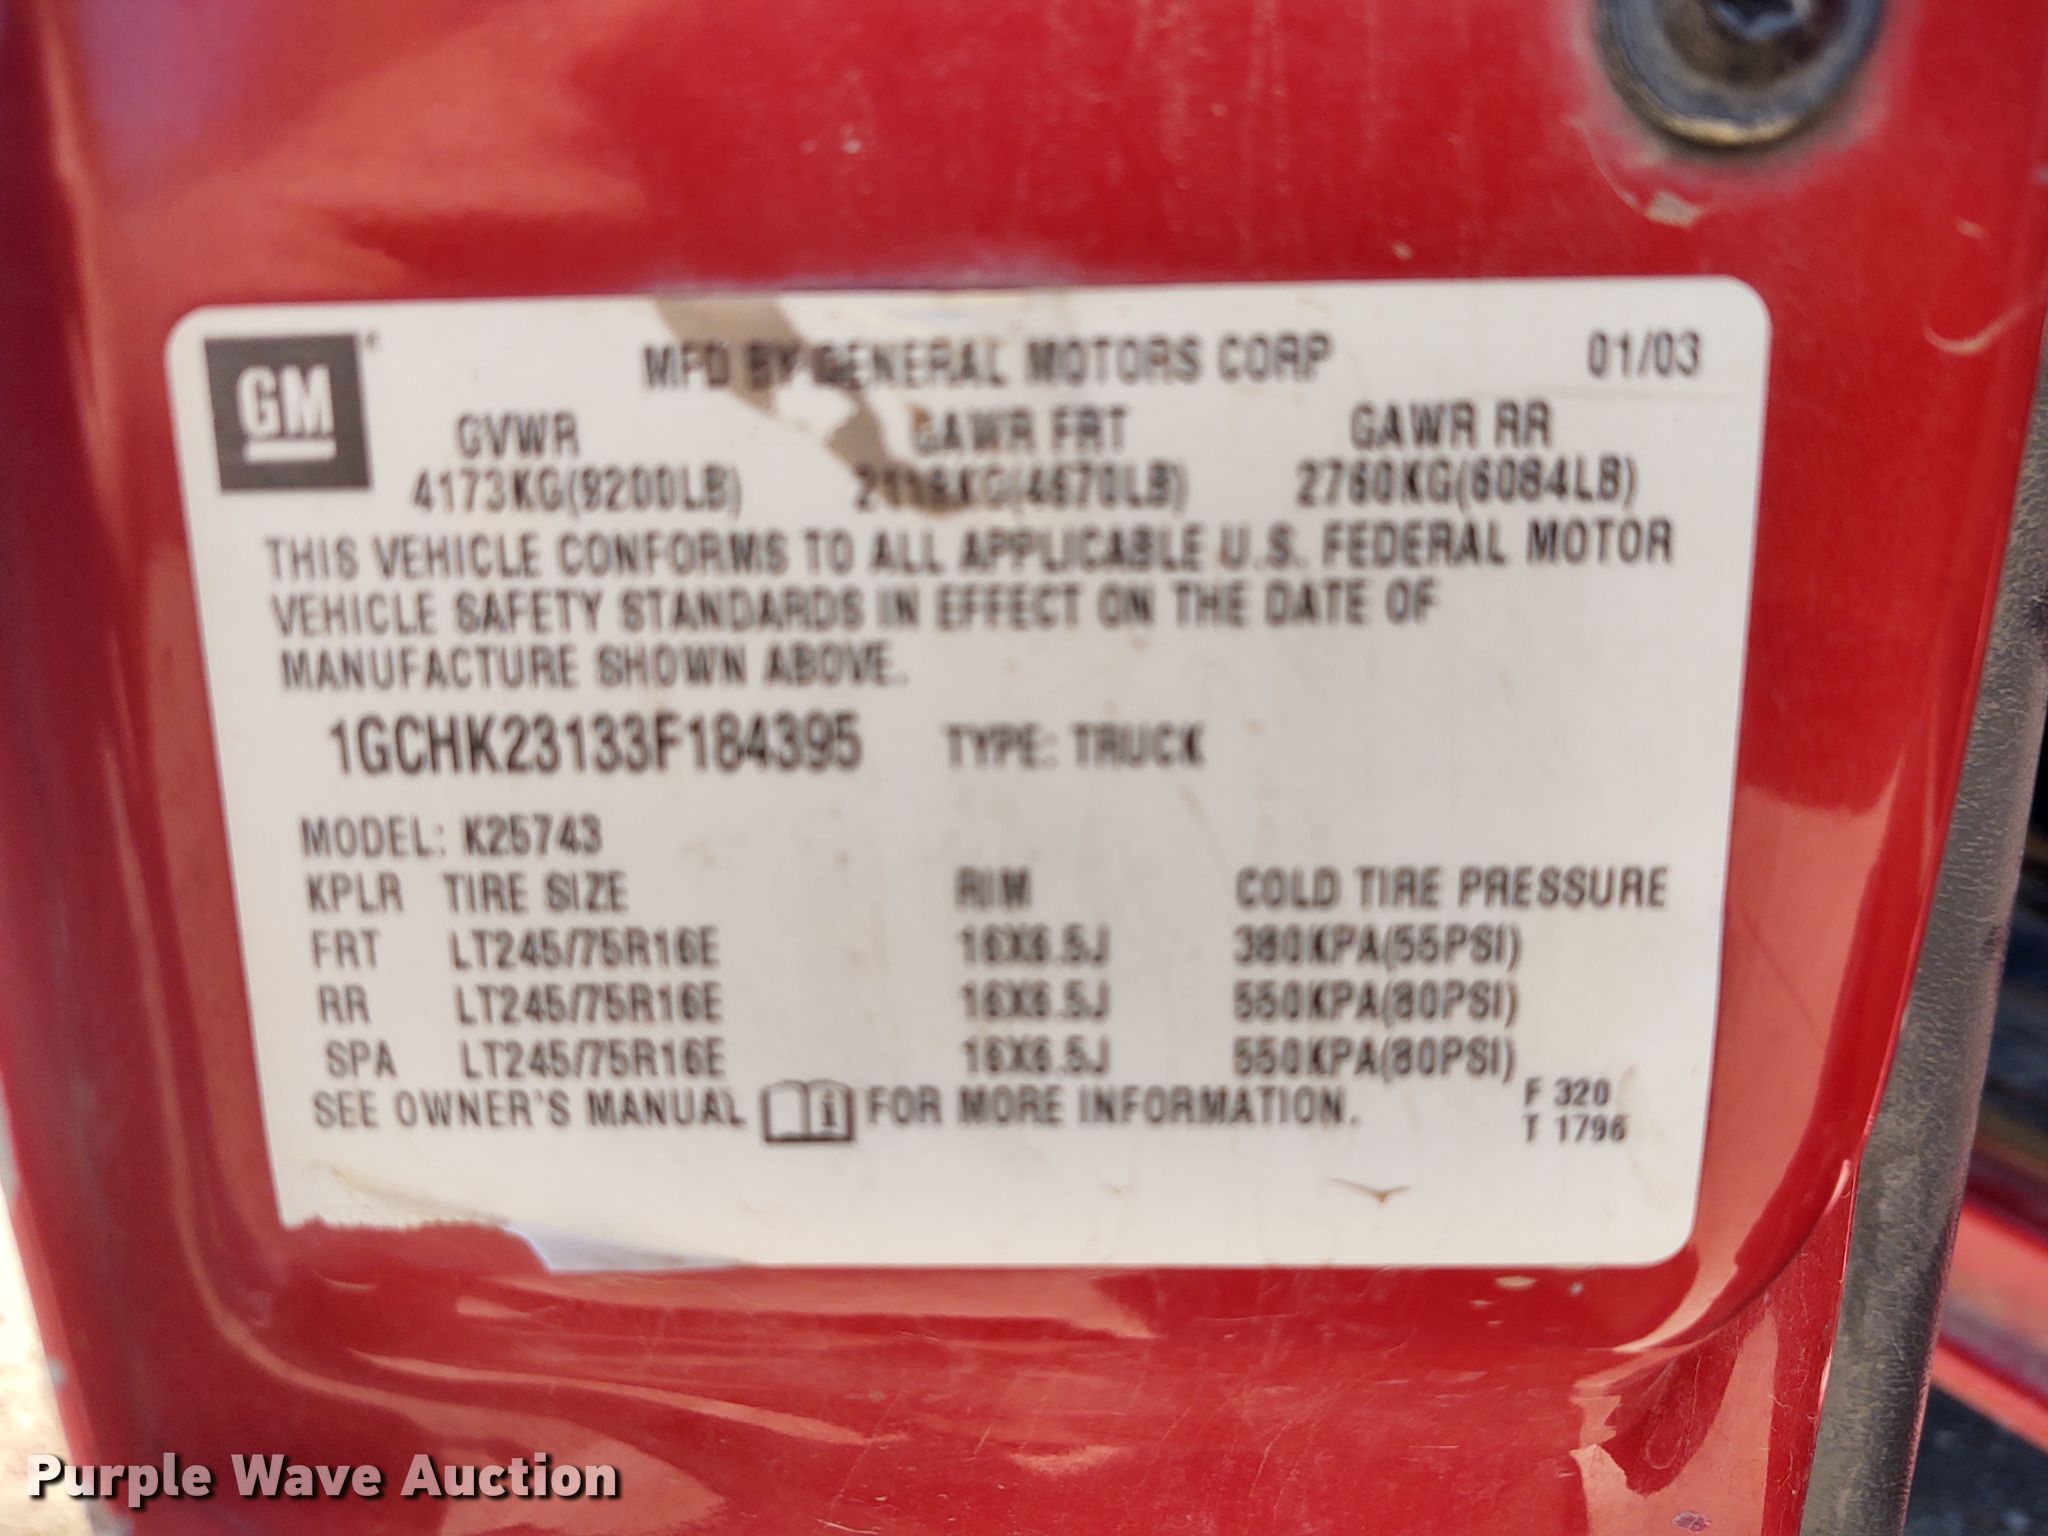 GM
MFD BY GENERAL MOTORS CORP 01/03
GVWR GAWR FRT GAWR RR
4173KG(9200LB) 2118KG(4670LB) 2760KG(6084LB)
THIS VEHICLE CONFORMS TO ALL APPLICABLE U.S. FEDERAL MOTOR
VEHICLE SAFETY STANDARDS IN EFFECT ON THE DATE OF
MANUFACTURE SHOWN ABOVE.
1GCHK23133F184395 TYPE: TRUCK
MODEL: K25743
KPLR TIRE SIZE RIM COLD TIRE PRESSURE
FRT LT245/75R16E 16X6.5J 380KPA(55PSI)
RR LT245/75R16E 16X6.5J 550KPA(80PSI)
SPA LT245/75R16E 16X6.5J 550KPA(80PSI)
SEE OWNER'S MANUAL i FOR MORE INFORMATION. F 320
T 1796
Purple Wave Auction